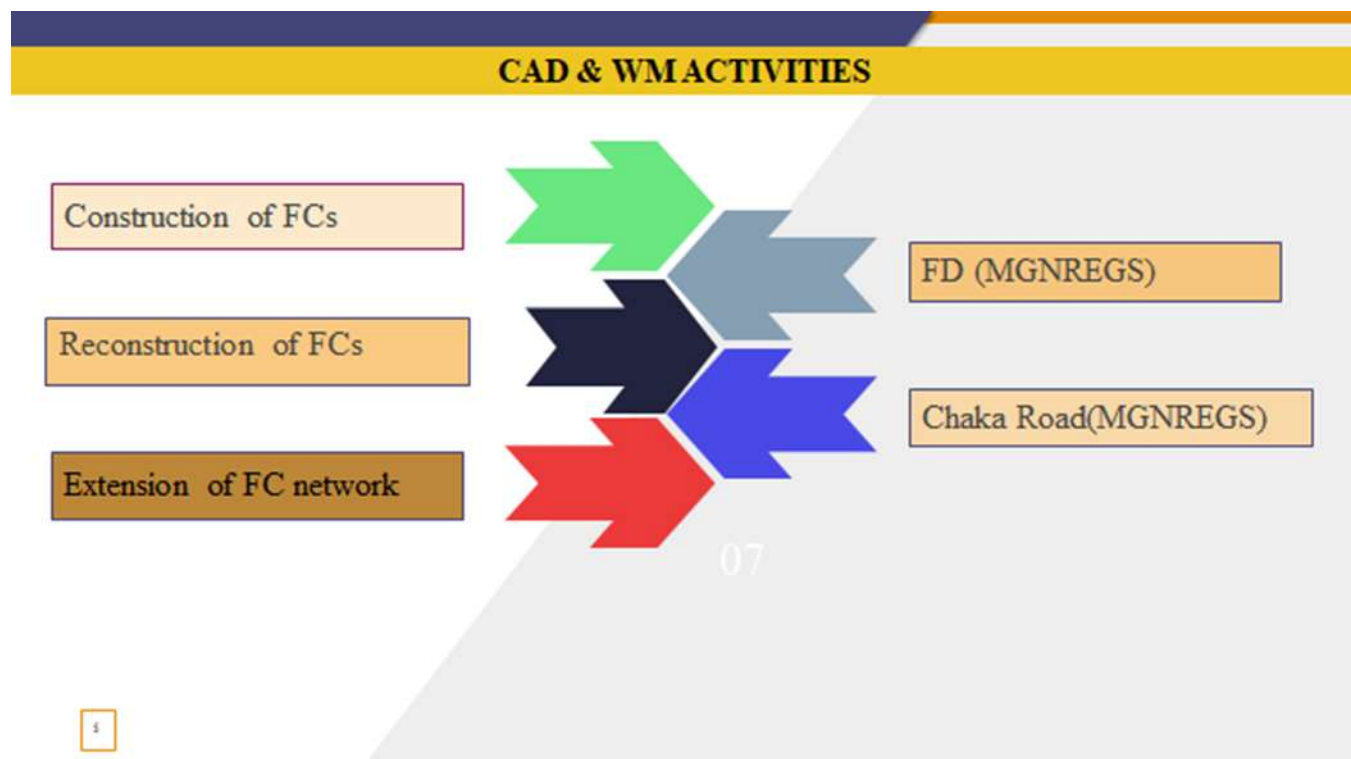 CAD & WM ACTIVITIES
Construction of FCs
FD (MGNREGS)
Reconstruction of FCs
Chaka Road(MGNREGS)
Extension of FC network
07